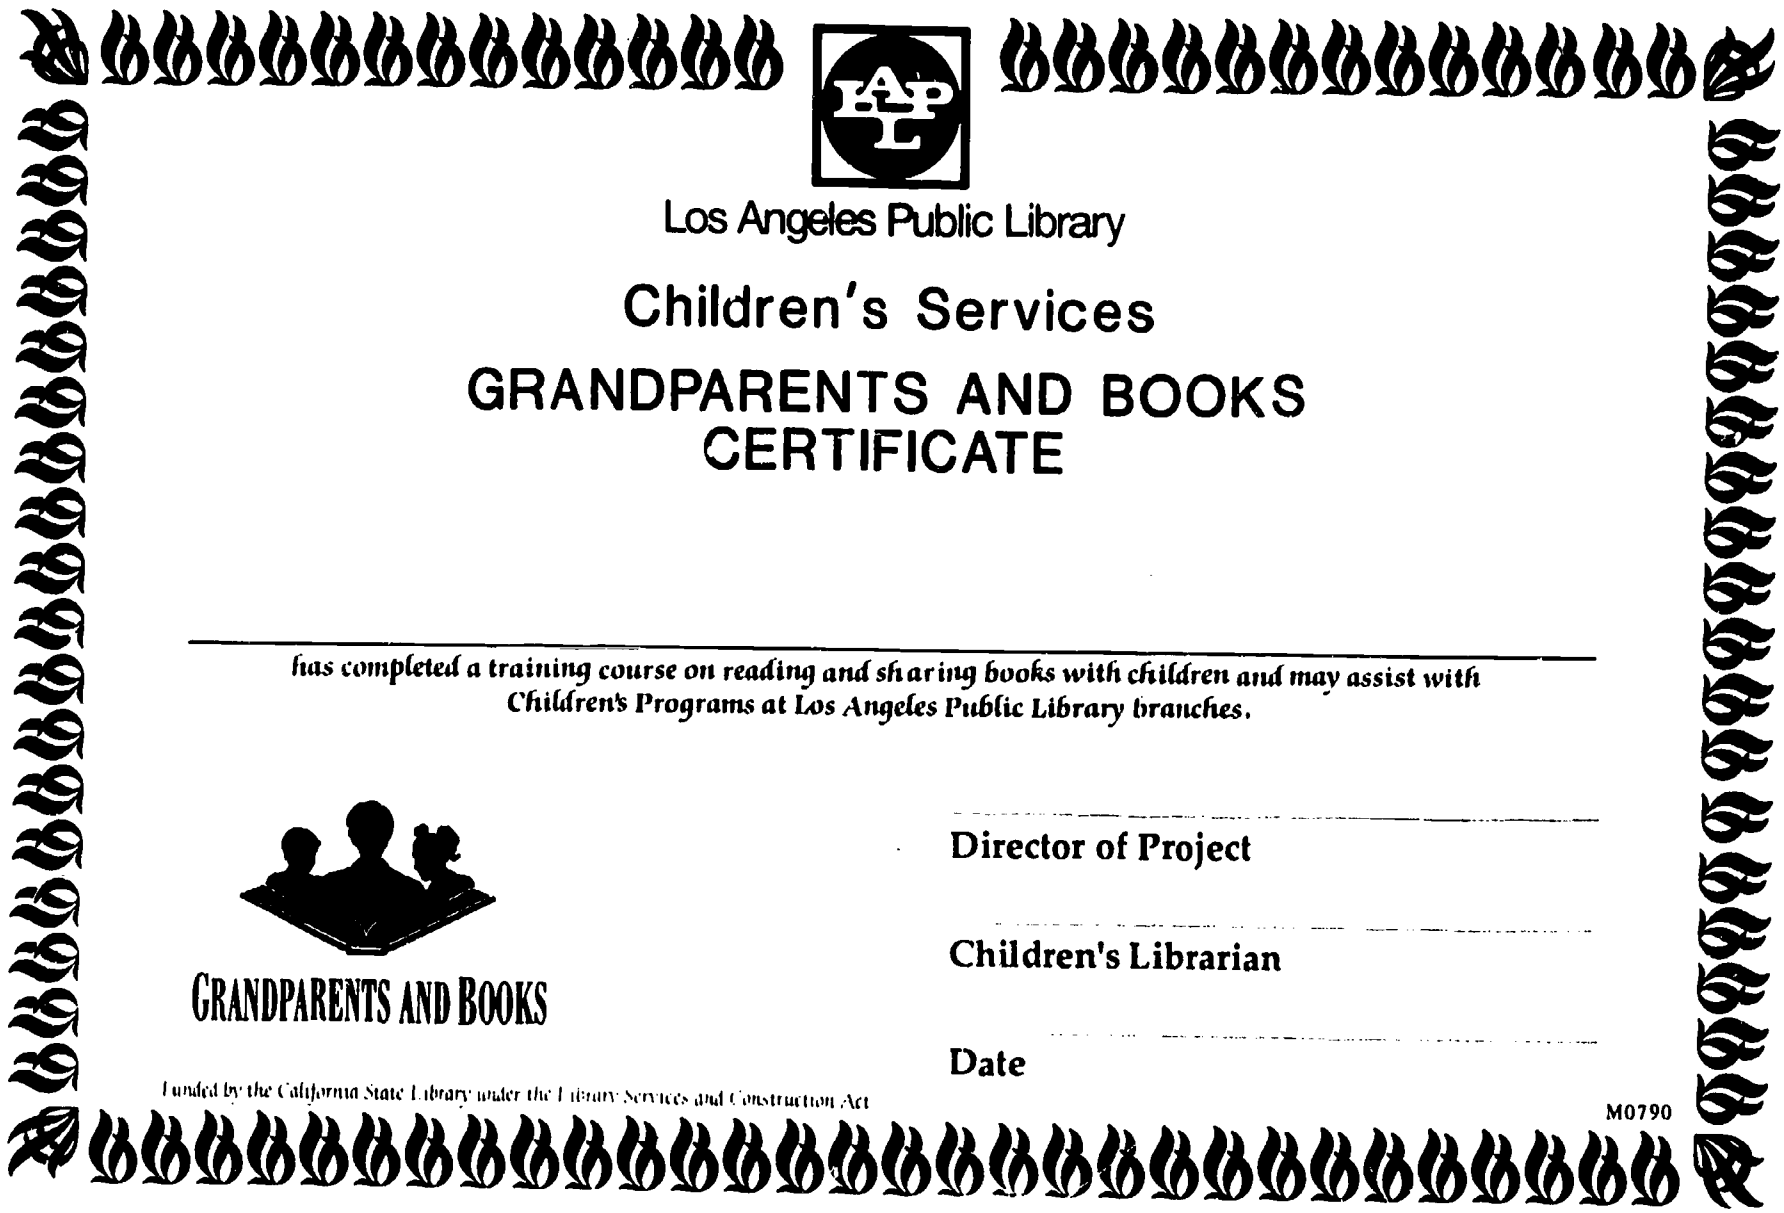 LAPL
Los Angeles Public Library
Children's Services
GRANDPARENTS AND BOOKS
CERTIFICATE
has completed a training course on reading and sharing books with children and may assist with
Children's Programs at Los Angeles Public Library branches.
Director of Project
Children's Librarian
GRANDPARENTS AND BOOKS
Date
Funded by the California State Library under the Library Services and Construction Act
M0790